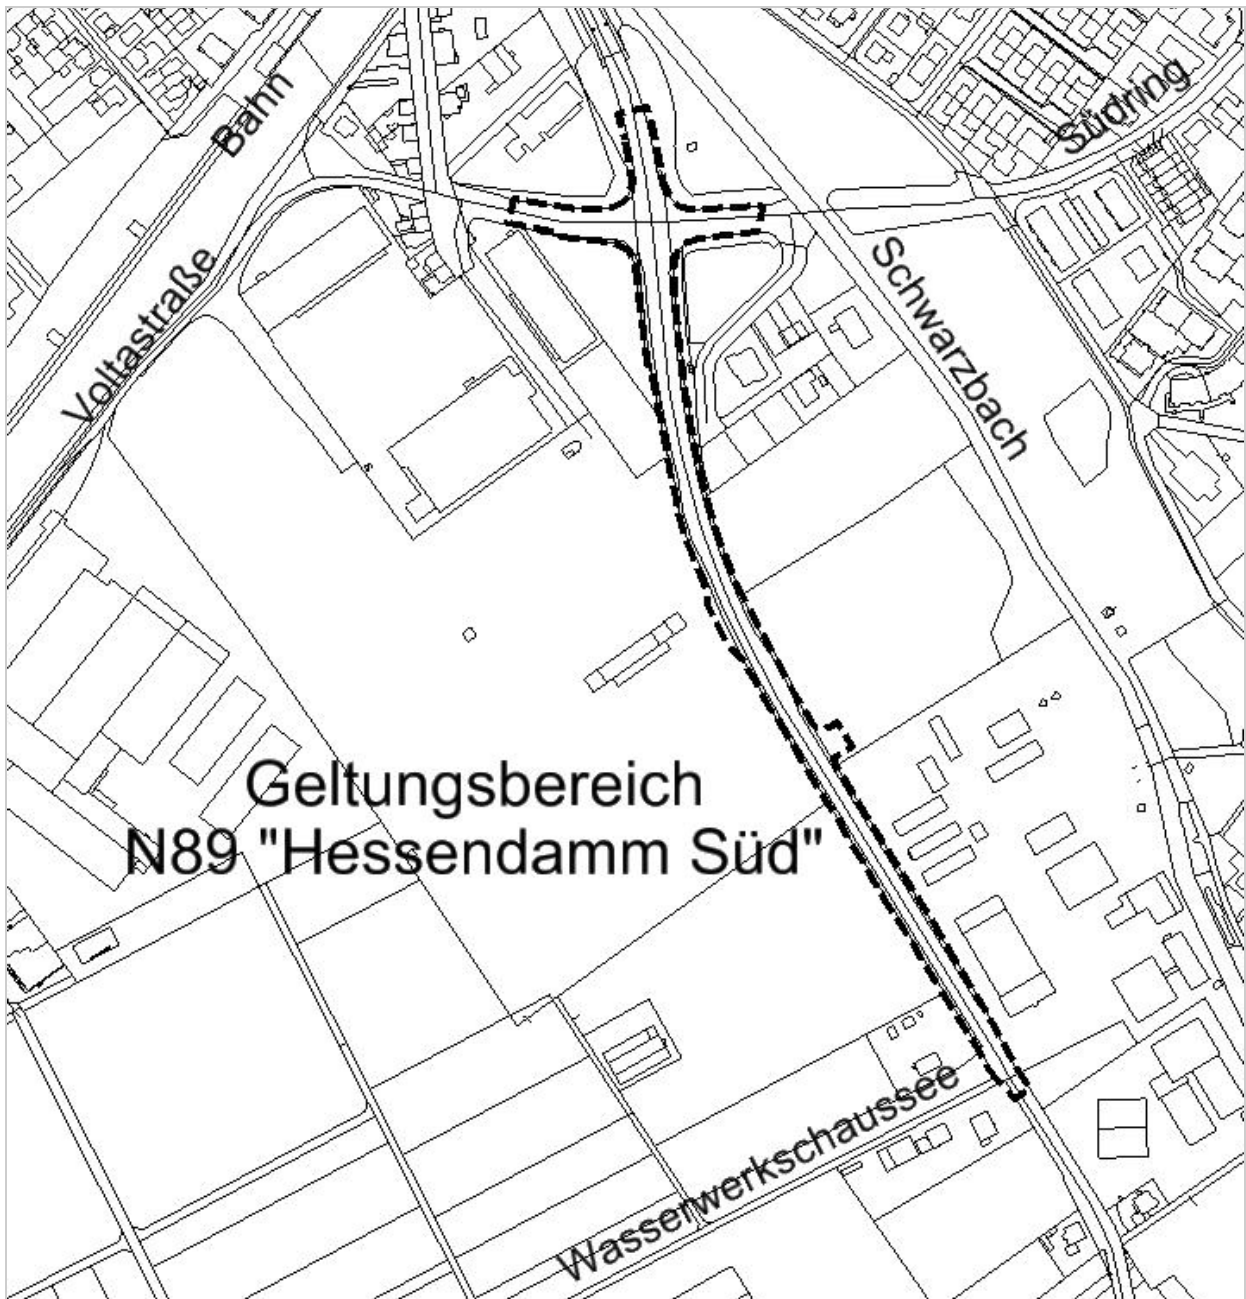 Bahn
Südring
Voltastraße
Schwarzbach
Geltungsbereich
N89 "Hessendamm Süd"
Wasserwerkschaussee